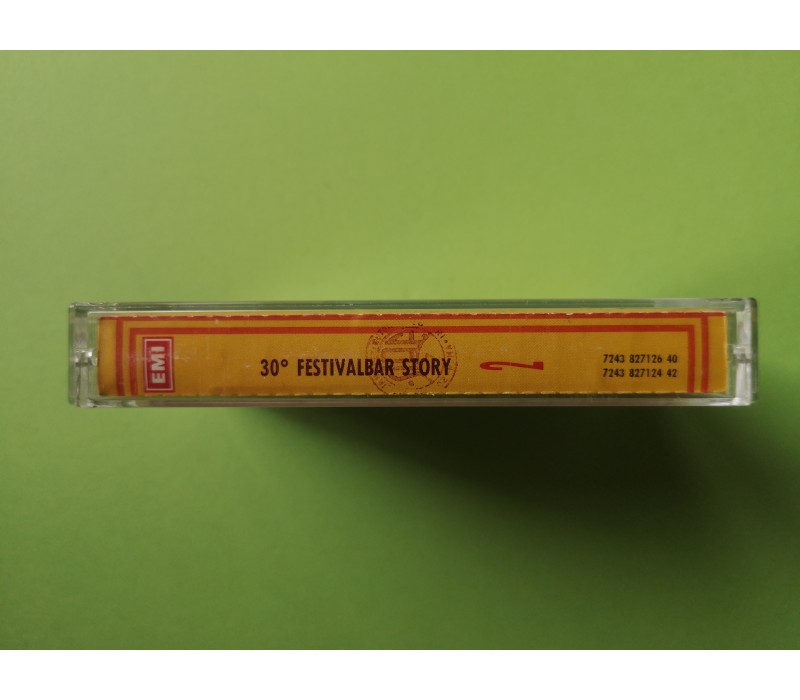 EMI
30° FESTIVALBAR STORY
2
7243 827126 40
7243 827124 42